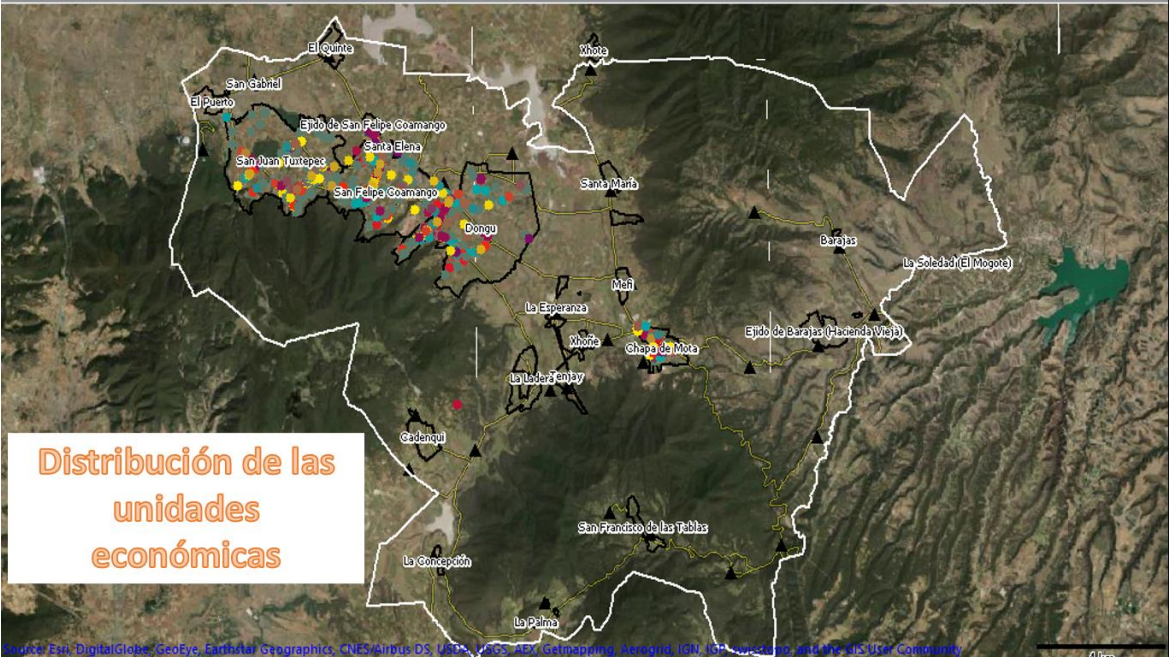 El Quinte
Xhote
San Gabriel
El Puerto
Ejido de San Felipe Coamango
Santa Elena
San Juan Tuxtepec
San Felipe Coamango
Santa María
Dongu
Barajas
La Soledad (El Mogote)
Mefi
La Esperanza
Ejido de Barajas (Hacienda Vieja)
Xhoñe
Chapa de Mota
La Ladera
Tenjay
Cadenqui
Distribución de las
unidades
económicas
San Francisco de las Tablas
La Concepción
La Palma
Source: Esri, DigitalGlobe, GeoEye, Earthstar Geographics, CNES/Airbus DS, USDA, USGS, AEX, Getmapping, Aerogrid, IGN, IGP, swisstopo, and the GIS User Community